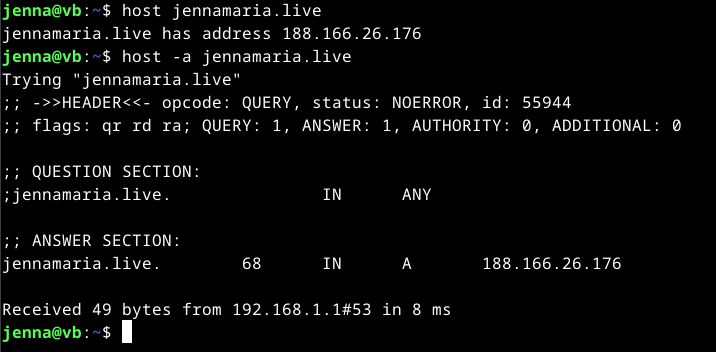 jenna@vb:~$ host jennamaria.live
jennamaria.live has address 188.166.26.176
jenna@vb:~$ host -a jennamaria.live
Trying "jennamaria.live"
;; ->>HEADER<<- opcode: QUERY, status: NOERROR, id: 55944
;; flags: qr rd ra; QUERY: 1, ANSWER: 1, AUTHORITY: 0, ADDITIONAL: 0
;; QUESTION SECTION:
;jennamaria.live. IN ANY
;; ANSWER SECTION:
jennamaria.live. 68 IN A 188.166.26.176
Received 49 bytes from 192.168.1.1#53 in 8 ms
jenna@vb:~$